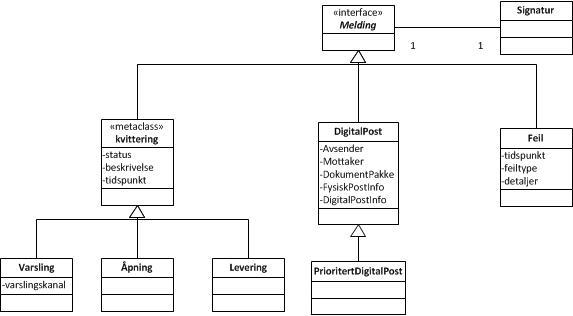 «interface»
Melding
Signatur
1
1
«metaclass»
kvittering
-status
-beskrivelse
-tidspunkt
DigitalPost
-Avsender
-Mottaker
-DokumentPakke
-FysiskPostInfo
-DigitalPostInfo
Feil
-tidspunkt
-feiltype
-detaljer
Varsling
-varslingskanal
Åpning
Levering
PrioritertDigitalPost